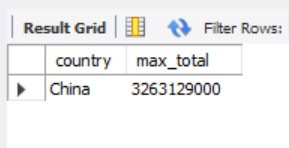 Result Grid Filter Rows:
country max_total
China 3263129000